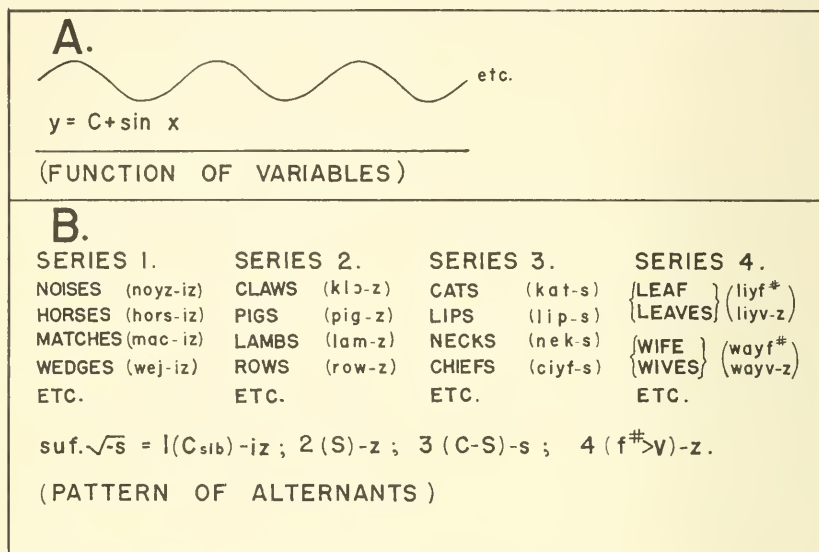 A.
etc.
y = C+sin x
(FUNCTION OF VARIABLES)
B.
SERIES 1. SERIES 2. SERIES 3. SERIES 4.
NOISES (noyz-iz) CLAWS (klɔ-z) CATS (kat-s) {LEAF} (liyf#)
HORSES (hors-iz) PIGS (pig-z) LIPS (lip-s) {LEAVES} (liyv-z)
MATCHES (mac-iz) LAMBS (lam-z) NECKS (nek-s) {WIFE} (wayf#)
WEDGES (wej-iz) ROWS (row-z) CHIEFS (ciyf-s) {WIVES} (wayv-z)
ETC. ETC. ETC. ETC.
suf.√-s = 1(Csib)-iz ; 2 (S)-z ; 3 (C-S)-s ; 4 (f#>v)-z.
(PATTERN OF ALTERNANTS)